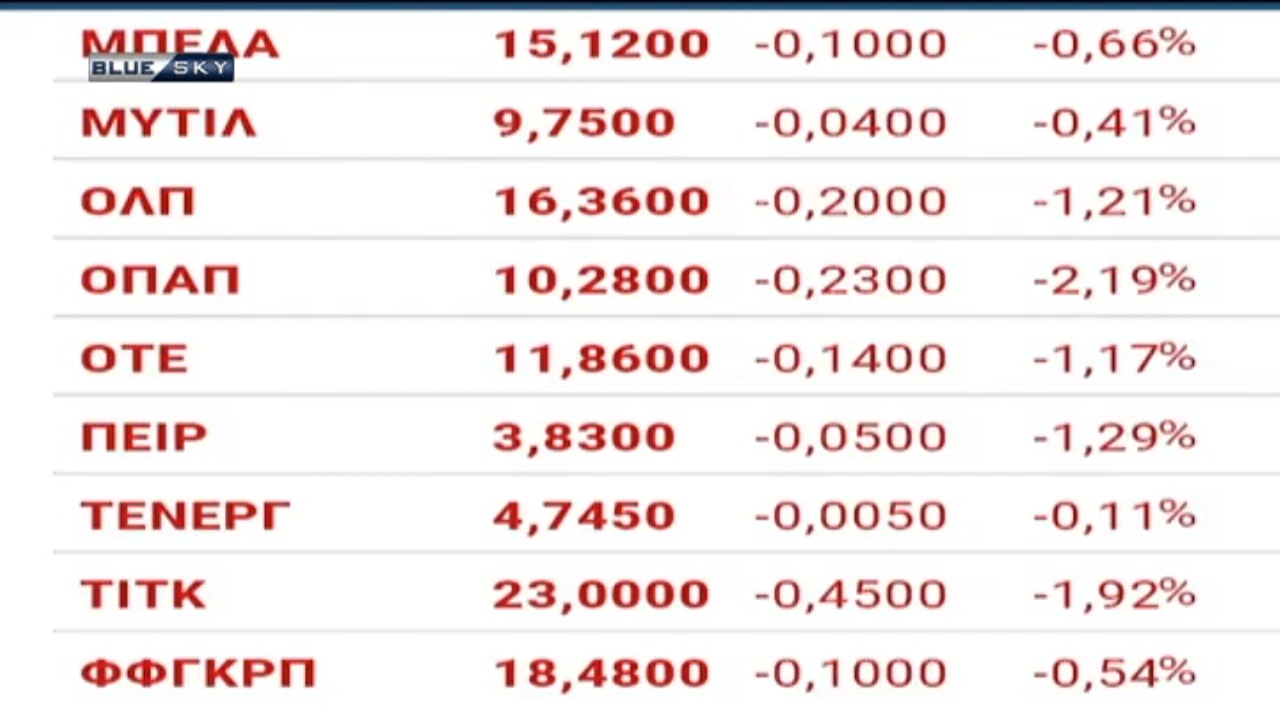 ΜΠΕΛΑ 15,1200 -0,1000 -0,66%
BLUE SKY
ΜΥΤΙΛ 9,7500 -0,0400 -0,41%
ΟΛΠ 16,3600 -0,2000 -1,21%
ΟΠΑΠ 10,2800 -0,2300 -2,19%
ΟΤΕ 11,8600 -0,1400 -1,17%
ΠΕΙΡ 3,8300 -0,0500 -1,29%
ΤΕΝΕΡΓ 4,7450 -0,0050 -0,11%
ΤΙΤΚ 23,0000 -0,4500 -1,92%
ΦΦΓΚΡΠ 18,4800 -0,1000 -0,54%